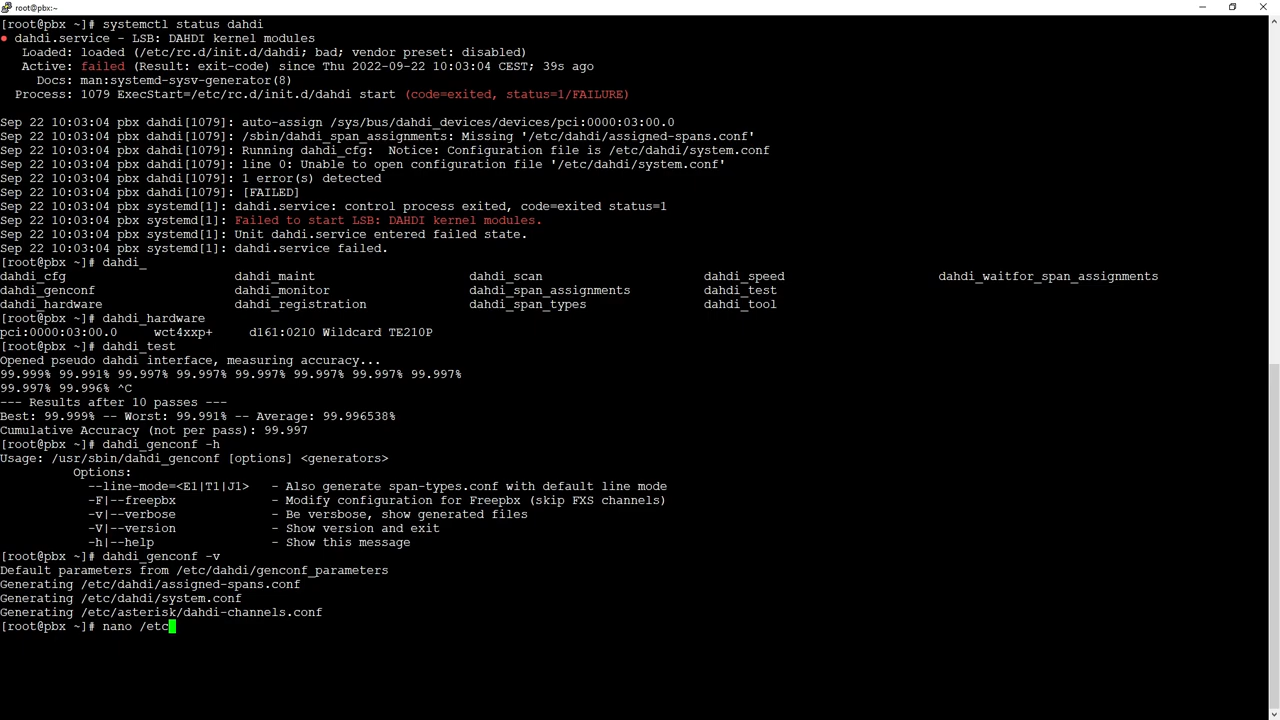 root@pbx:~
[root@pbx ~]# systemctl status dahdi
● dahdi.service - LSB: DAHDI kernel modules
   Loaded: loaded (/etc/rc.d/init.d/dahdi; bad; vendor preset: disabled)
   Active: failed (Result: exit-code) since Thu 2022-09-22 10:03:04 CEST; 39s ago
     Docs: man:systemd-sysv-generator(8)
  Process: 1079 ExecStart=/etc/rc.d/init.d/dahdi start (code=exited, status=1/FAILURE)
Sep 22 10:03:04 pbx dahdi[1079]: auto-assign /sys/bus/dahdi_devices/devices/pci:0000:03:00.0
Sep 22 10:03:04 pbx dahdi[1079]: /sbin/dahdi_span_assignments: Missing '/etc/dahdi/assigned-spans.conf'
Sep 22 10:03:04 pbx dahdi[1079]: Running dahdi_cfg:  Notice: Configuration file is /etc/dahdi/system.conf
Sep 22 10:03:04 pbx dahdi[1079]: line 0: Unable to open configuration file '/etc/dahdi/system.conf'
Sep 22 10:03:04 pbx dahdi[1079]: 1 error(s) detected
Sep 22 10:03:04 pbx dahdi[1079]: [FAILED]
Sep 22 10:03:04 pbx systemd[1]: dahdi.service: control process exited, code=exited status=1
Sep 22 10:03:04 pbx systemd[1]: Failed to start LSB: DAHDI kernel modules.
Sep 22 10:03:04 pbx systemd[1]: Unit dahdi.service entered failed state.
Sep 22 10:03:04 pbx systemd[1]: dahdi.service failed.
[root@pbx ~]# dahdi_
dahdi_cfg dahdi_maint dahdi_scan dahdi_speed dahdi_waitfor_span_assignments
dahdi_genconf dahdi_monitor dahdi_span_assignments dahdi_test
dahdi_hardware dahdi_registration dahdi_span_types dahdi_tool
[root@pbx ~]# dahdi_hardware
pci:0000:03:00.0     wct4xxp+     d161:0210 Wildcard TE210P
[root@pbx ~]# dahdi_test
Opened pseudo dahdi interface, measuring accuracy...
99.999% 99.991% 99.997% 99.997% 99.997% 99.997% 99.997% 99.997%
99.997% 99.996% ^C
--- Results after 10 passes ---
Best: 99.999% -- Worst: 99.991% -- Average: 99.996538%
Cumulative Accuracy (not per pass): 99.997
[root@pbx ~]# dahdi_genconf -h
Usage: /usr/sbin/dahdi_genconf [options] <generators>
Options:
--line-mode=<E1|T1|J1>   - Also generate span-types.conf with default line mode
-F|--freepbx             - Modify configuration for Freepbx (skip FXS channels)
-v|--verbose             - Be versbose, show generated files
-V|--version             - Show version and exit
-h|--help                - Show this message
[root@pbx ~]# dahdi_genconf -v
Default parameters from /etc/dahdi/genconf_parameters
Generating /etc/dahdi/assigned-spans.conf
Generating /etc/dahdi/system.conf
Generating /etc/asterisk/dahdi-channels.conf
[root@pbx ~]# nano /etc